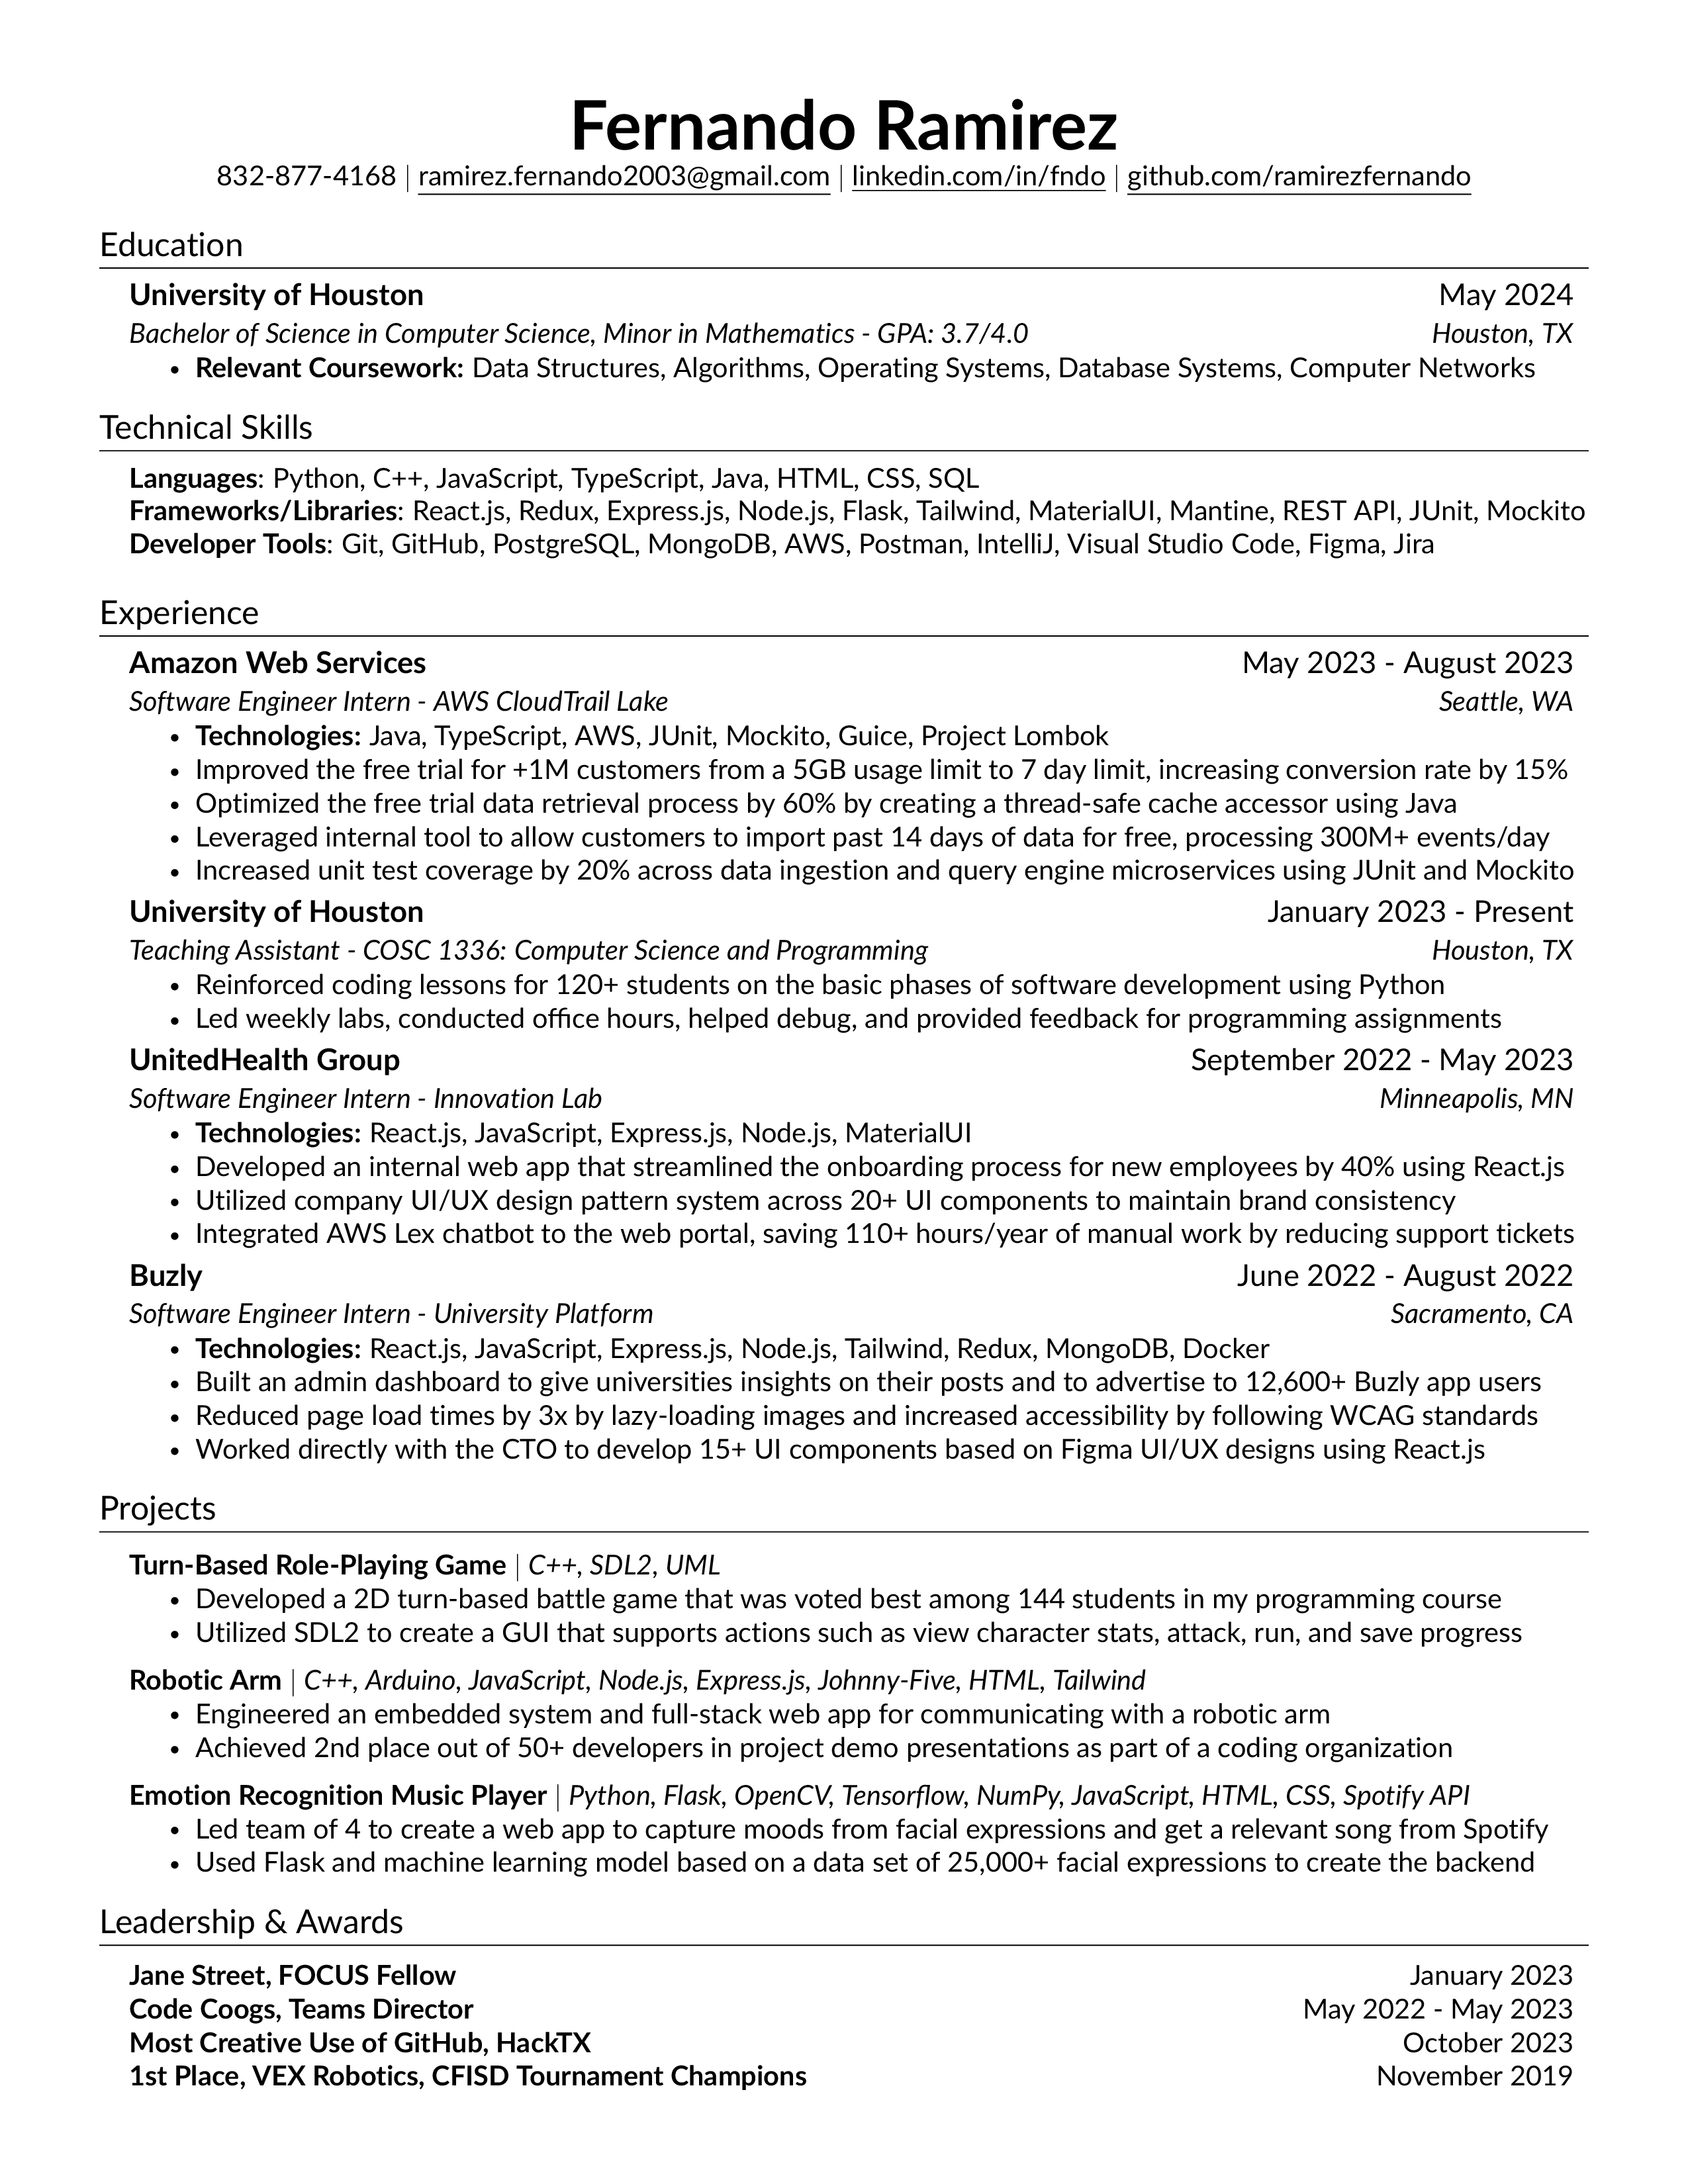 Fernando Ramirez
832-877-4168 | ramirez.fernando2003@gmail.com | linkedin.com/in/fndo | github.com/ramirezfernando
Education
University of Houston May 2024
Bachelor of Science in Computer Science, Minor in Mathematics - GPA: 3.7/4.0 Houston, TX
• Relevant Coursework: Data Structures, Algorithms, Operating Systems, Database Systems, Computer Networks
Technical Skills
Languages: Python, C++, JavaScript, TypeScript, Java, HTML, CSS, SQL
Frameworks/Libraries: React.js, Redux, Express.js, Node.js, Flask, Tailwind, MaterialUI, Mantine, REST API, JUnit, Mockito
Developer Tools: Git, GitHub, PostgreSQL, MongoDB, AWS, Postman, IntelliJ, Visual Studio Code, Figma, Jira
Experience
Amazon Web Services May 2023 - August 2023
Software Engineer Intern - AWS CloudTrail Lake Seattle, WA
• Technologies: Java, TypeScript, AWS, JUnit, Mockito, Guice, Project Lombok
• Improved the free trial for +1M customers from a 5GB usage limit to 7 day limit, increasing conversion rate by 15%
• Optimized the free trial data retrieval process by 60% by creating a thread-safe cache accessor using Java
• Leveraged internal tool to allow customers to import past 14 days of data for free, processing 300M+ events/day
• Increased unit test coverage by 20% across data ingestion and query engine microservices using JUnit and Mockito
University of Houston January 2023 - Present
Teaching Assistant - COSC 1336: Computer Science and Programming Houston, TX
• Reinforced coding lessons for 120+ students on the basic phases of software development using Python
• Led weekly labs, conducted office hours, helped debug, and provided feedback for programming assignments
UnitedHealth Group September 2022 - May 2023
Software Engineer Intern - Innovation Lab Minneapolis, MN
• Technologies: React.js, JavaScript, Express.js, Node.js, MaterialUI
• Developed an internal web app that streamlined the onboarding process for new employees by 40% using React.js
• Utilized company UI/UX design pattern system across 20+ UI components to maintain brand consistency
• Integrated AWS Lex chatbot to the web portal, saving 110+ hours/year of manual work by reducing support tickets
Buzly June 2022 - August 2022
Software Engineer Intern - University Platform Sacramento, CA
• Technologies: React.js, JavaScript, Express.js, Node.js, Tailwind, Redux, MongoDB, Docker
• Built an admin dashboard to give universities insights on their posts and to advertise to 12,600+ Buzly app users
• Reduced page load times by 3x by lazy-loading images and increased accessibility by following WCAG standards
• Worked directly with the CTO to develop 15+ UI components based on Figma UI/UX designs using React.js
Projects
Turn-Based Role-Playing Game | C++, SDL2, UML
• Developed a 2D turn-based battle game that was voted best among 144 students in my programming course
• Utilized SDL2 to create a GUI that supports actions such as view character stats, attack, run, and save progress
Robotic Arm | C++, Arduino, JavaScript, Node.js, Express.js, Johnny-Five, HTML, Tailwind
• Engineered an embedded system and full-stack web app for communicating with a robotic arm
• Achieved 2nd place out of 50+ developers in project demo presentations as part of a coding organization
Emotion Recognition Music Player | Python, Flask, OpenCV, Tensorflow, NumPy, JavaScript, HTML, CSS, Spotify API
• Led team of 4 to create a web app to capture moods from facial expressions and get a relevant song from Spotify
• Used Flask and machine learning model based on a data set of 25,000+ facial expressions to create the backend
Leadership & Awards
Jane Street, FOCUS Fellow January 2023
Code Coogs, Teams Director May 2022 - May 2023
Most Creative Use of GitHub, HackTX October 2023
1st Place, VEX Robotics, CFISD Tournament Champions November 2019